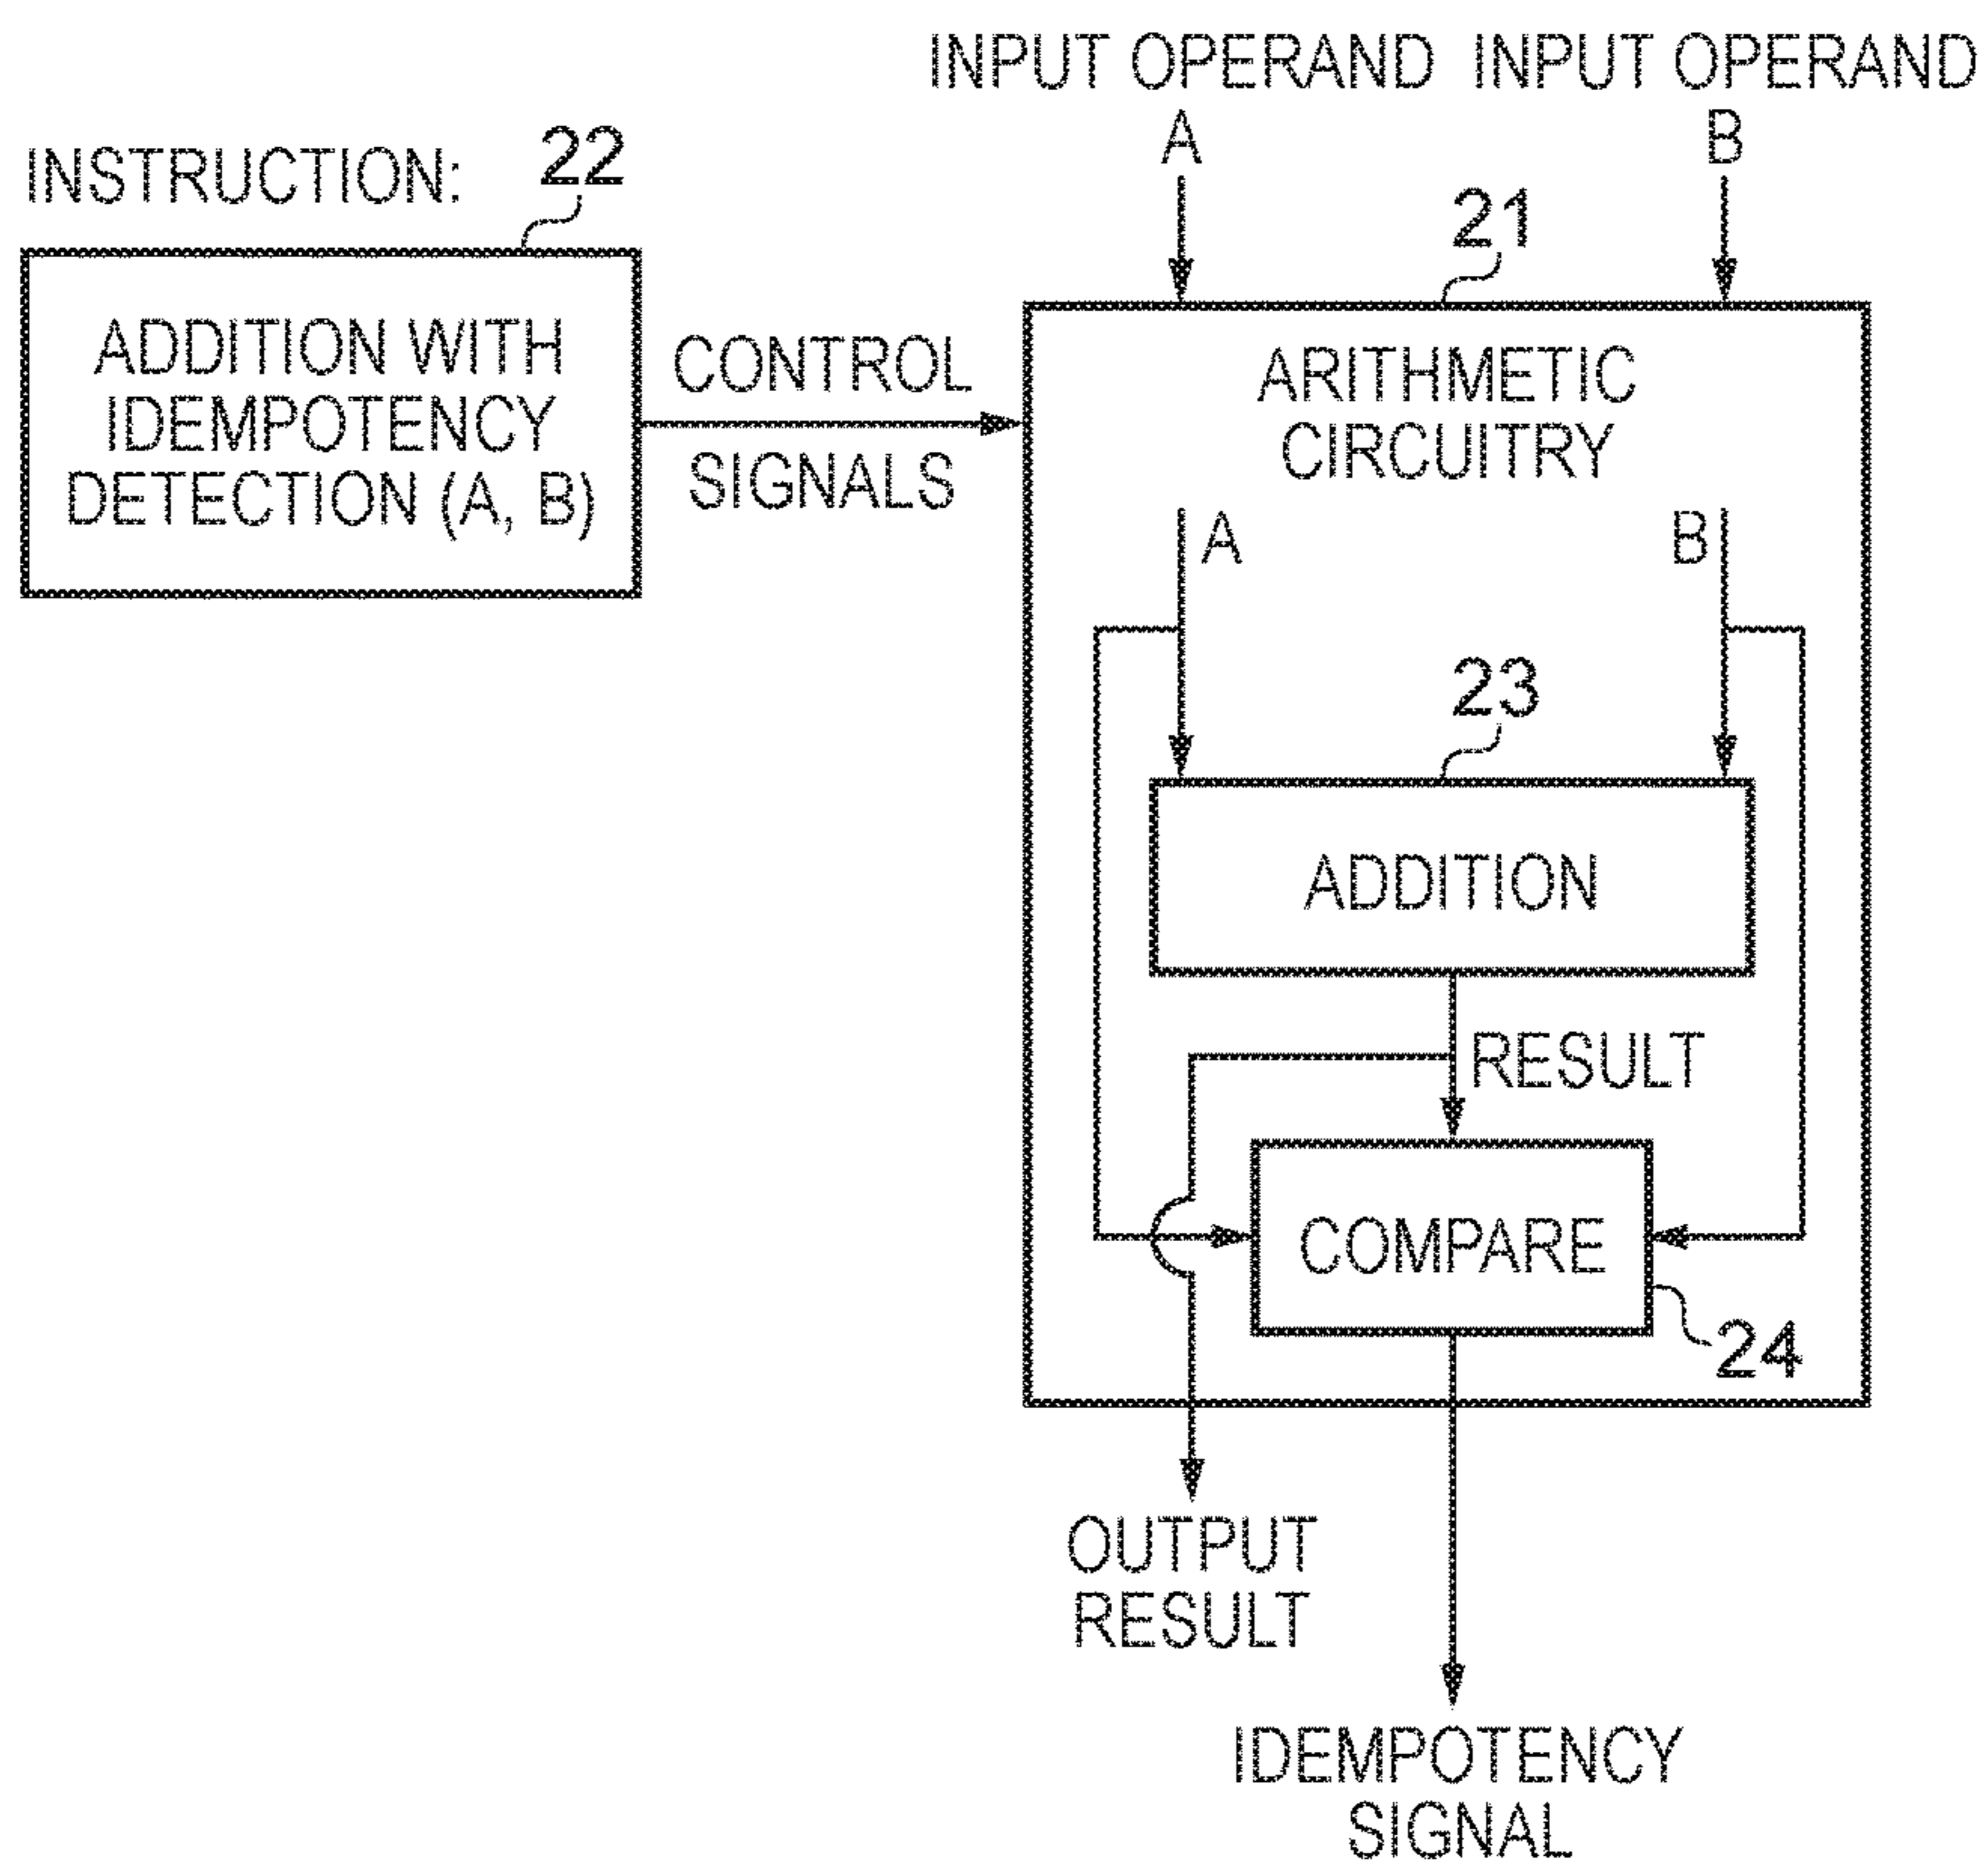 INPUT OPERAND
A
INPUT OPERAND
B
INSTRUCTION:
22
21
ADDITION WITH
IDEMPOTENCY
DETECTION (A, B)
CONTROL
SIGNALS
ARITHMETIC
CIRCUITRY
A
B
23
ADDITION
RESULT
COMPARE
24
OUTPUT
RESULT
IDEMPOTENCY
SIGNAL